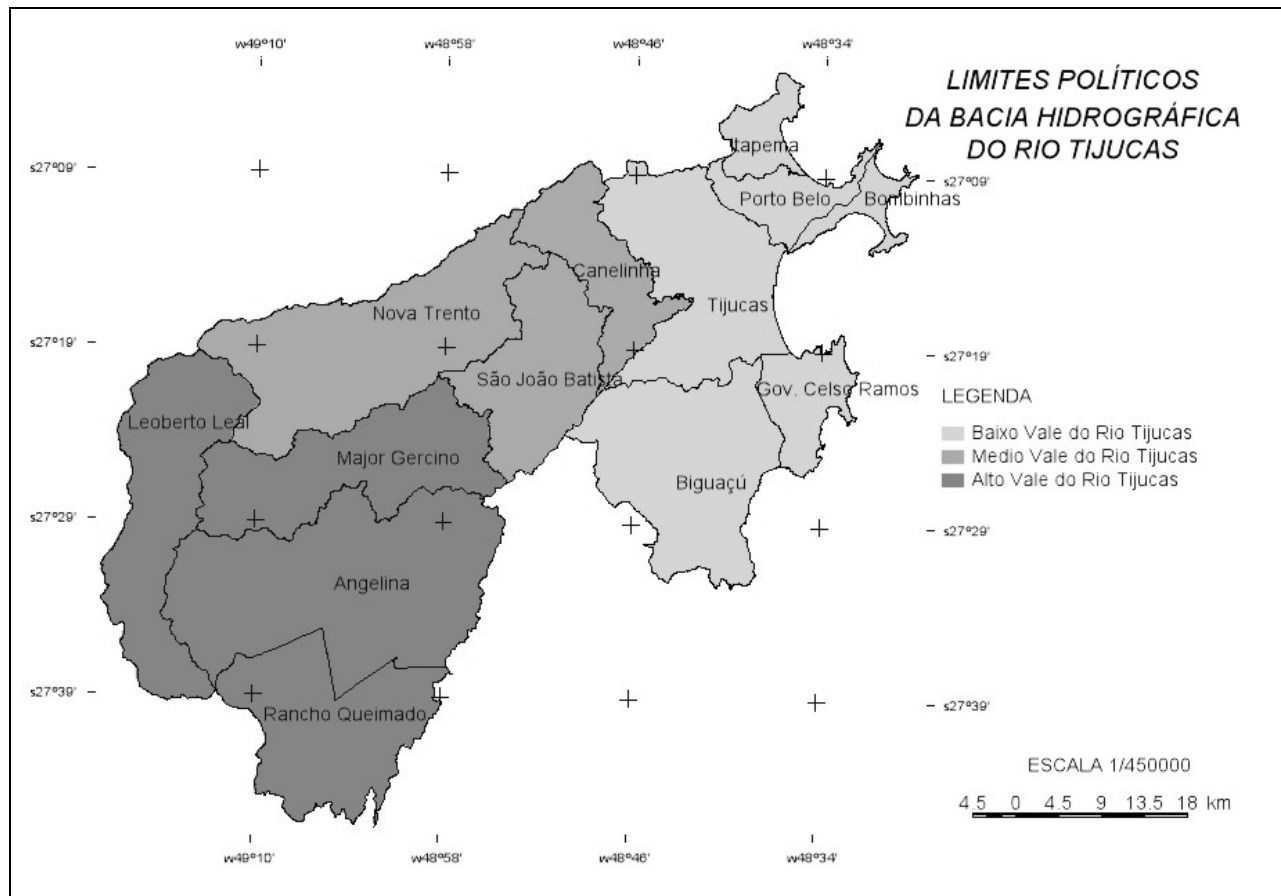 w49º10' w48º58' w48º46' w48º34'
LIMITES POLÍTICOS
DA BACIA HIDROGRÁFICA
DO RIO TIJUCAS
Itapema
s27º09' s27º09'
Porto Belo Bombinhas
Canelinha
Tijucas
Nova Trento
s27º19' s27º19'
São João Batista Gov. Celso Ramos
LEGENDA
Leoberto Leál
Baixo Vale do Rio Tijucas
Major Gercino Medio Vale do Rio Tijucas
Biguaçú Alto Vale do Rio Tijucas
s27º29' s27º29'
Angelina
s27º39' s27º39'
Rancho Queimado
ESCALA 1/450000
4.5 0 4.5 9 13.5 18 km
w49º10' w48º58' w48º46' w48º34'